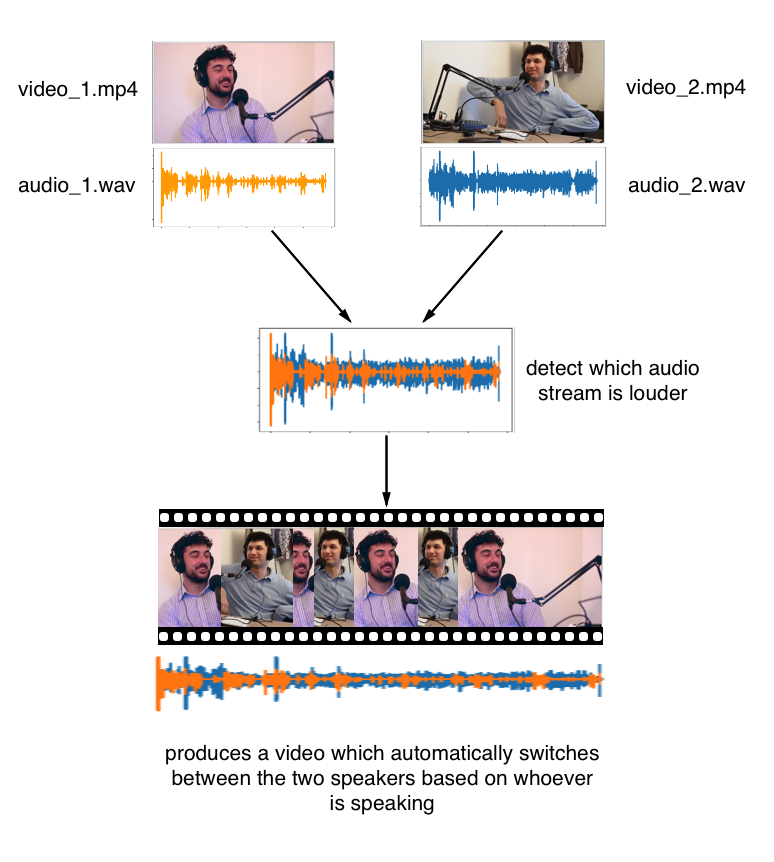 video_1.mp4
video_2.mp4
audio_1.wav
audio_2.wav
detect which audio
stream is louder
produces a video which automatically switches
between the two speakers based on whoever
is speaking